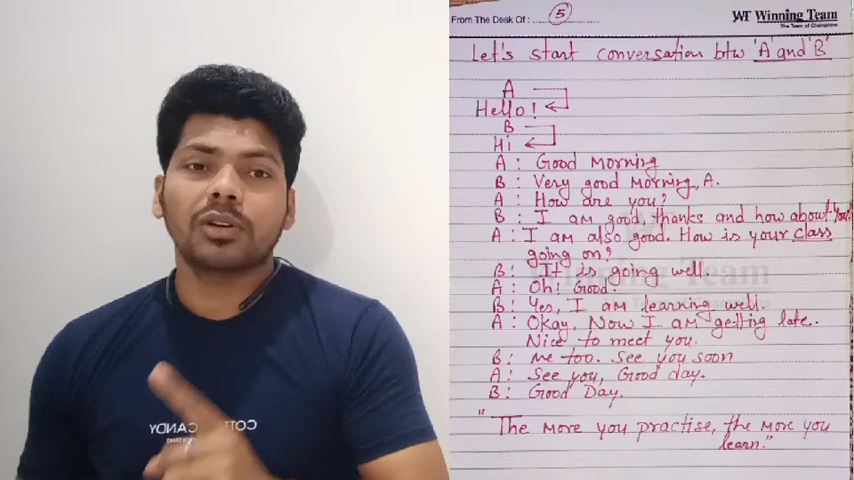 From The Desk Of : 5
WF Winning Team
The Team of Champions
Let's start conversation btw 'A' and 'B'
A
Hello!
B
Hi
A : Good Morning
B : Very good Morning, A.
A : How are you?
B : I am good, thanks and how about you?
A : I am also good. How is your class
going on?
B : It is going well.
A : Oh! Good.
B : Yes, I am learning well.
A : Okay, Now I am getting late.
Nice to meet you.
B : Me too. See you soon
A : See you, Good day.
B : Good Day.
"The more you practise, the more you
learn."
Winning Team
CANDY